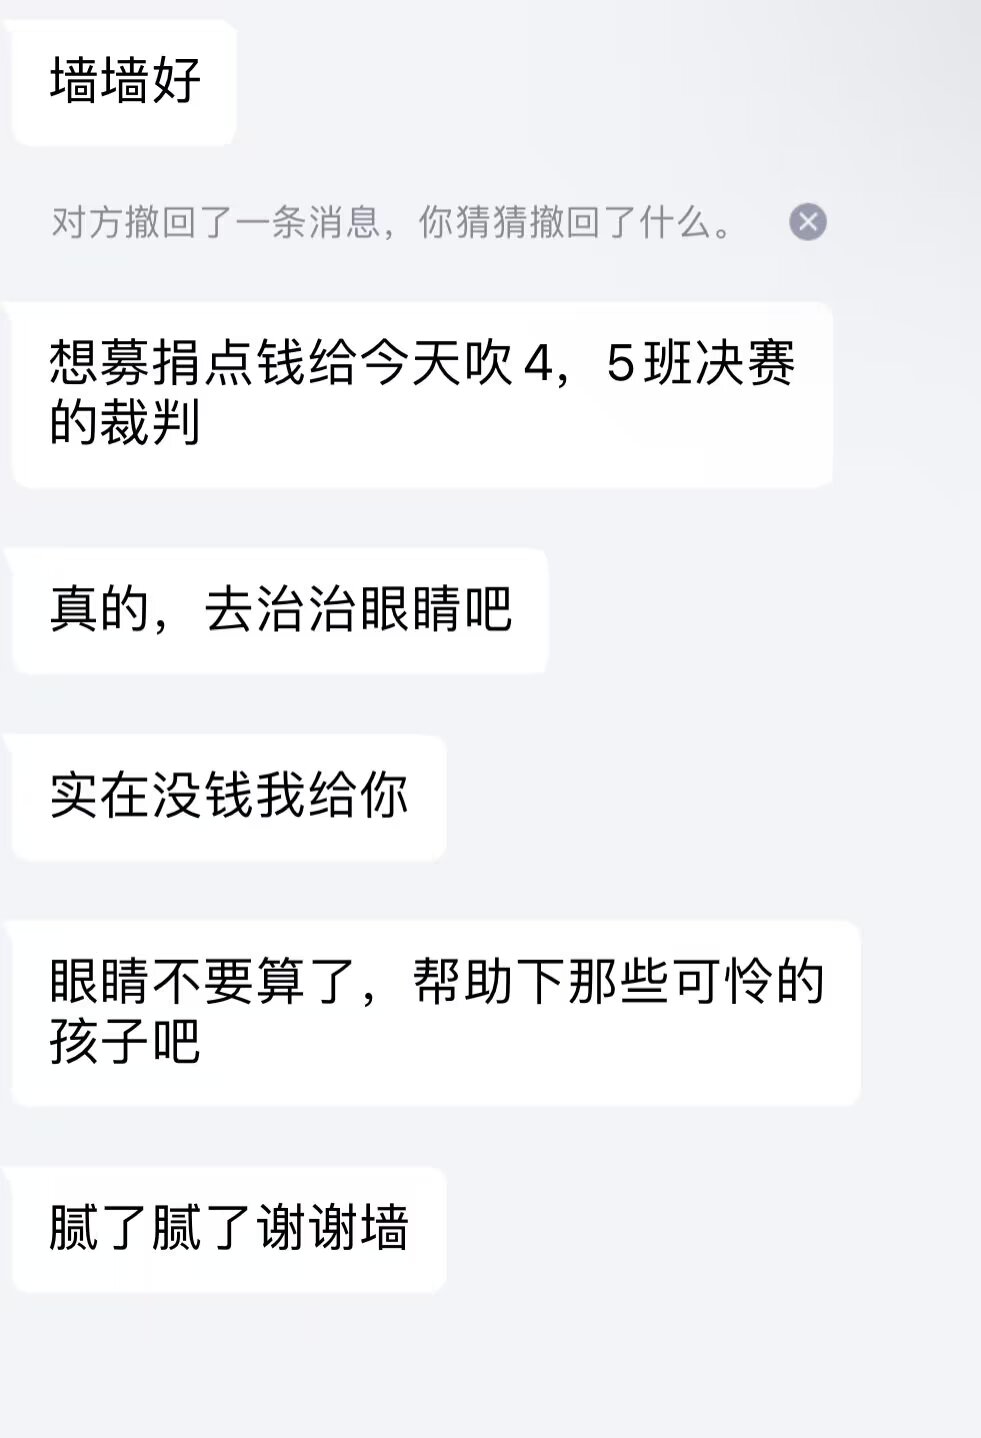 墙墙好
对方撤回了一条消息，你猜猜撤回了什么。
想募捐点钱给今天吹4，5班决赛
的裁判
真的，去治治眼睛吧
实在没钱我给你
眼睛不要算了，帮助下那些可怜的
孩子吧
腻了腻了谢谢墙